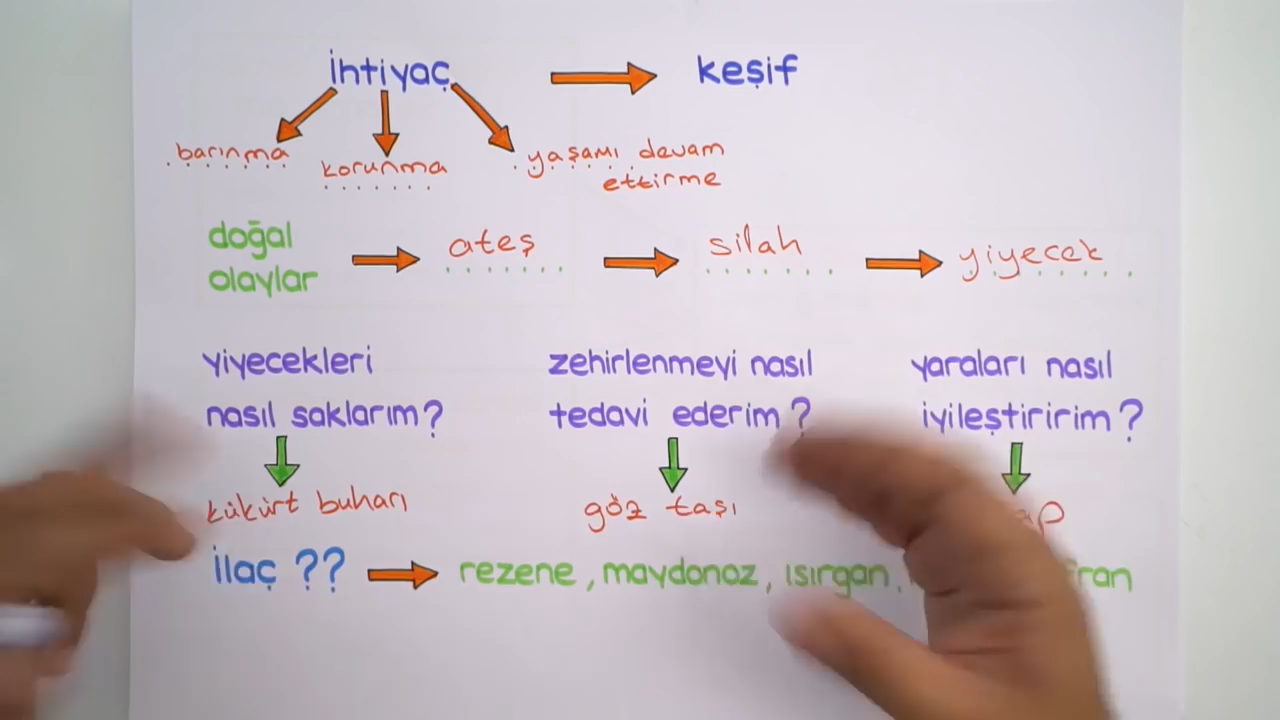 İhtiyaç → keşif
barınma korunma yaşamı devam
ettirme
doğal
olaylar → ateş → silah → yiyecek
yiyecekleri zehirlenmeyi nasıl yaraları nasıl
nasıl saklarım? tedavi ederim? iyileştiririm?
kükürt buharı göz taşı
İlaç ?? → rezene, maydonoz, ısırgan,